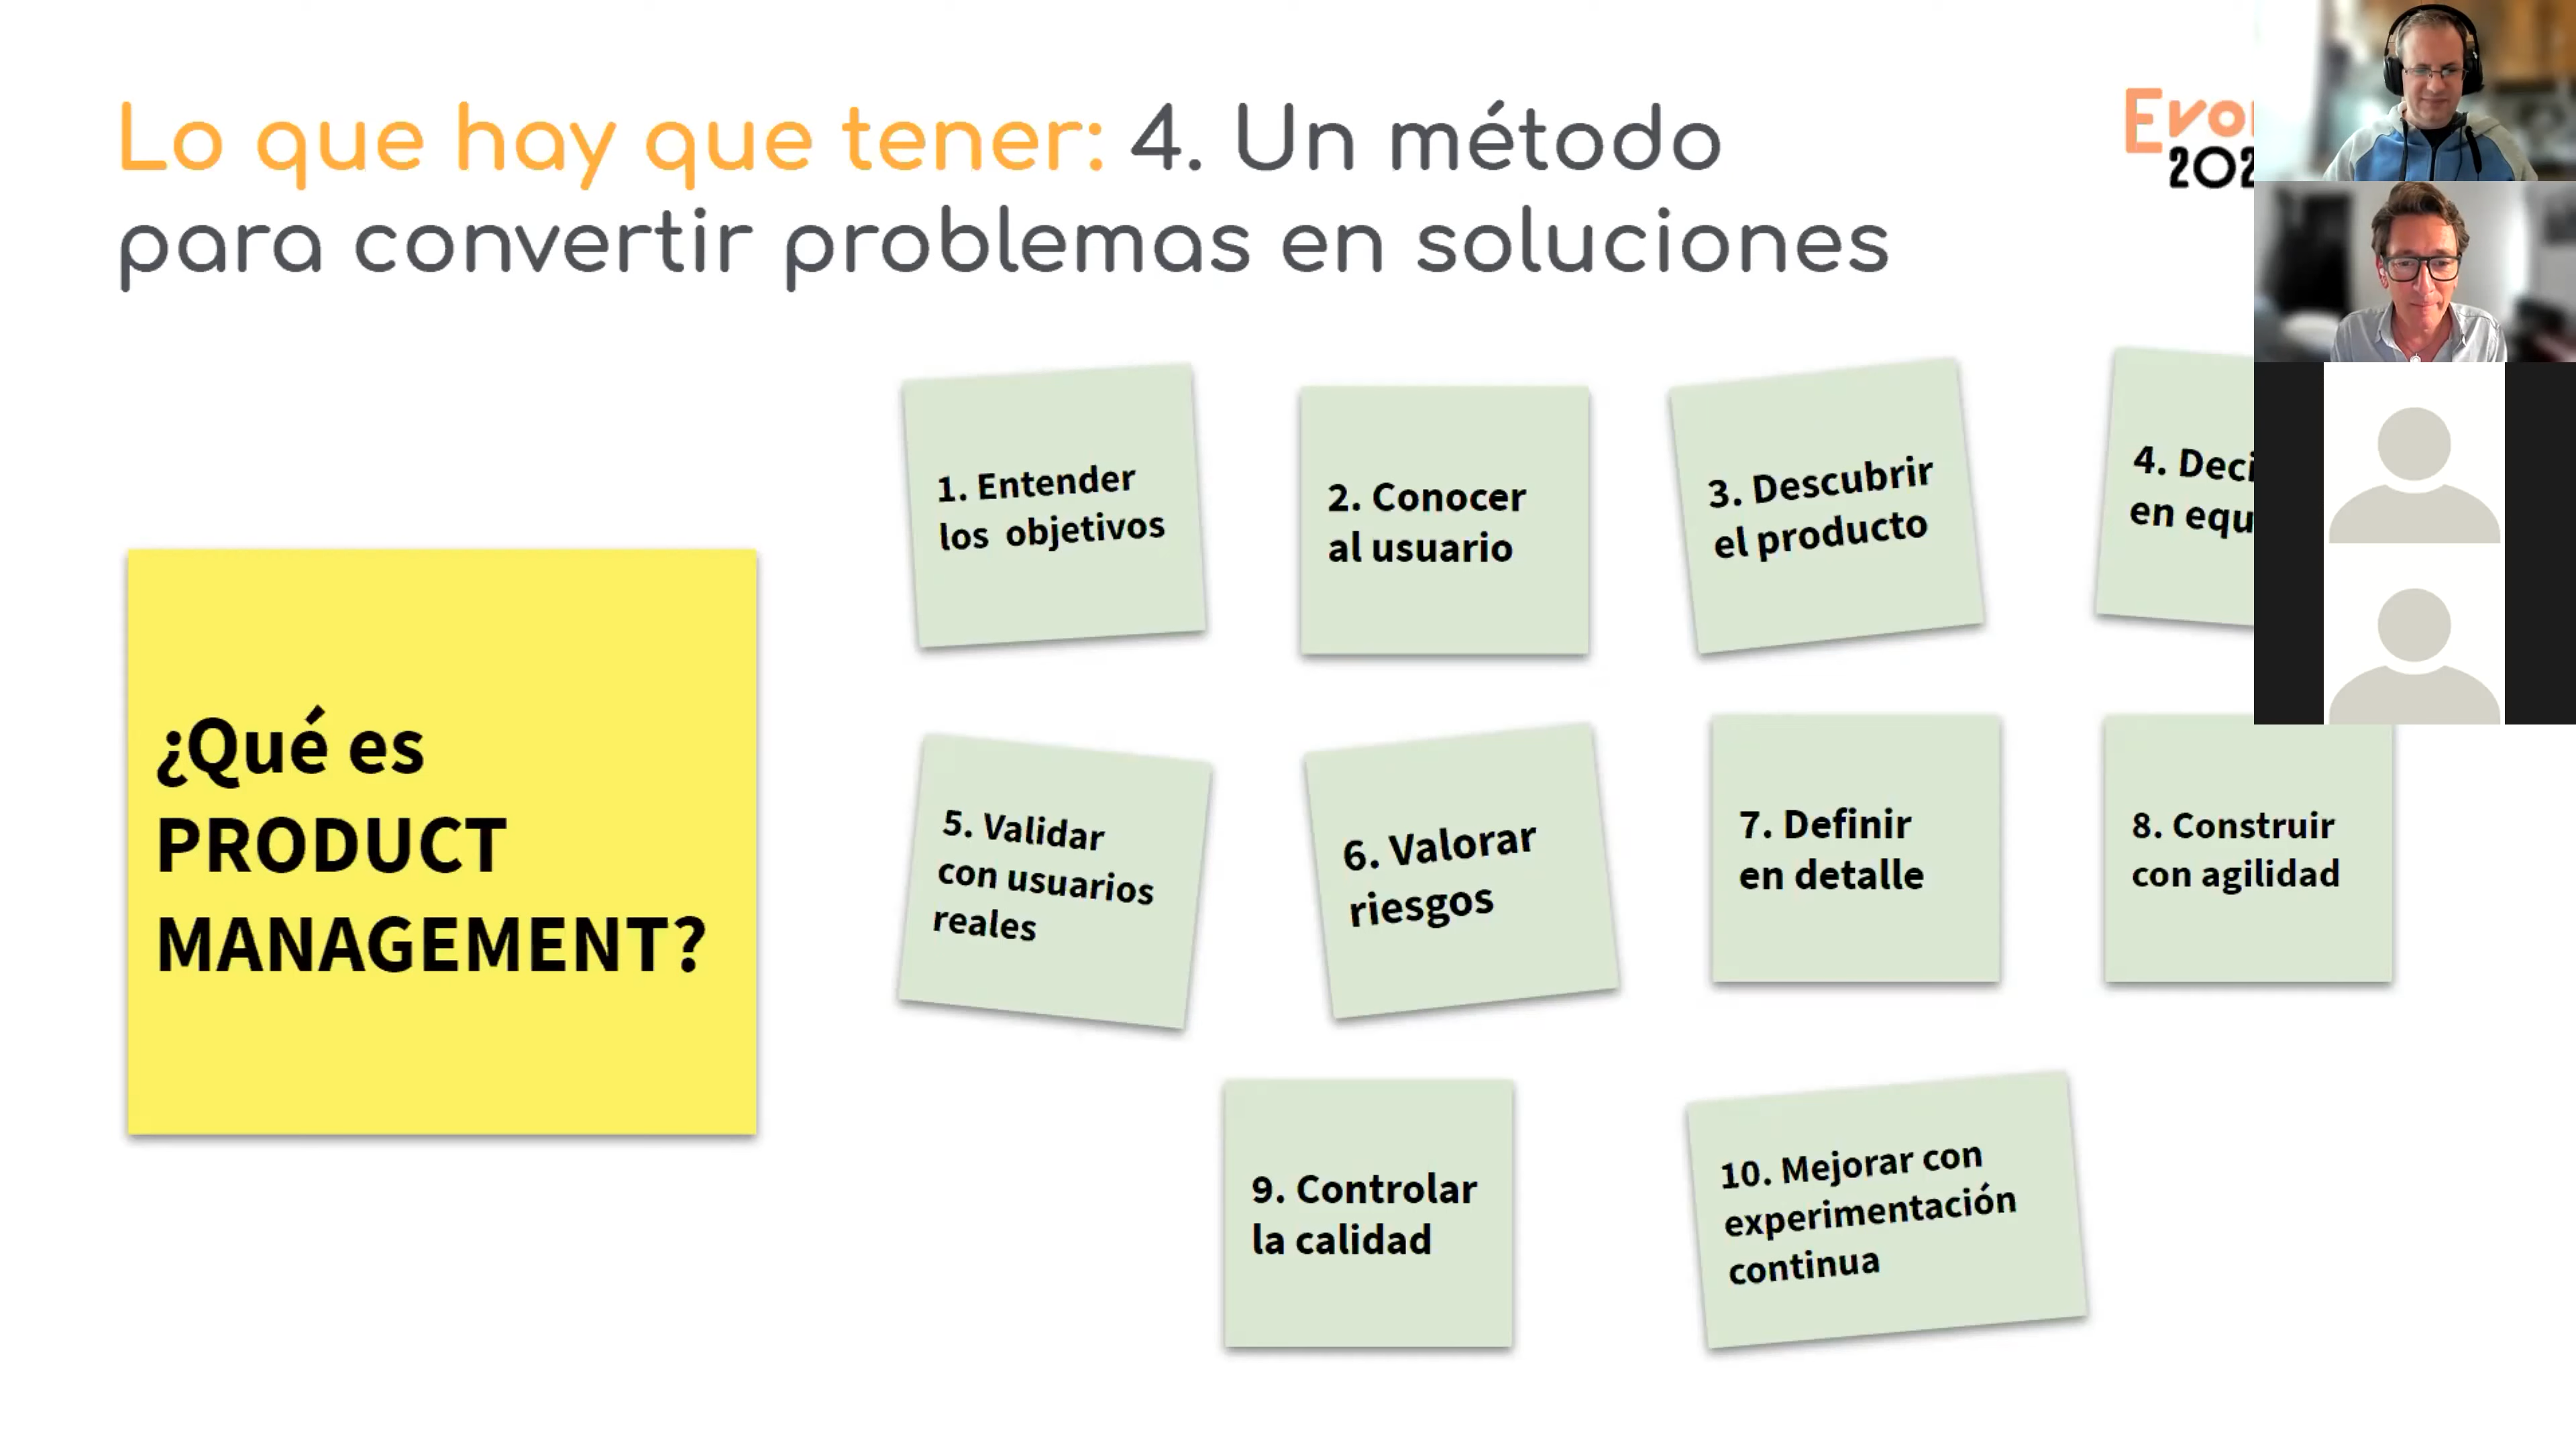 Lo que hay que tener: 4. Un método
para convertir problemas en soluciones
¿Qué es
PRODUCT
MANAGEMENT?
1. Entender
los objetivos
2. Conocer
al usuario
3. Descubrir
el producto
4.
en
5. Validar
con usuarios
reales
6. Valorar
riesgos
7. Definir
en detalle
8. Construir
con agilidad
9. Controlar
la calidad
10. Mejorar con
experimentación
continua